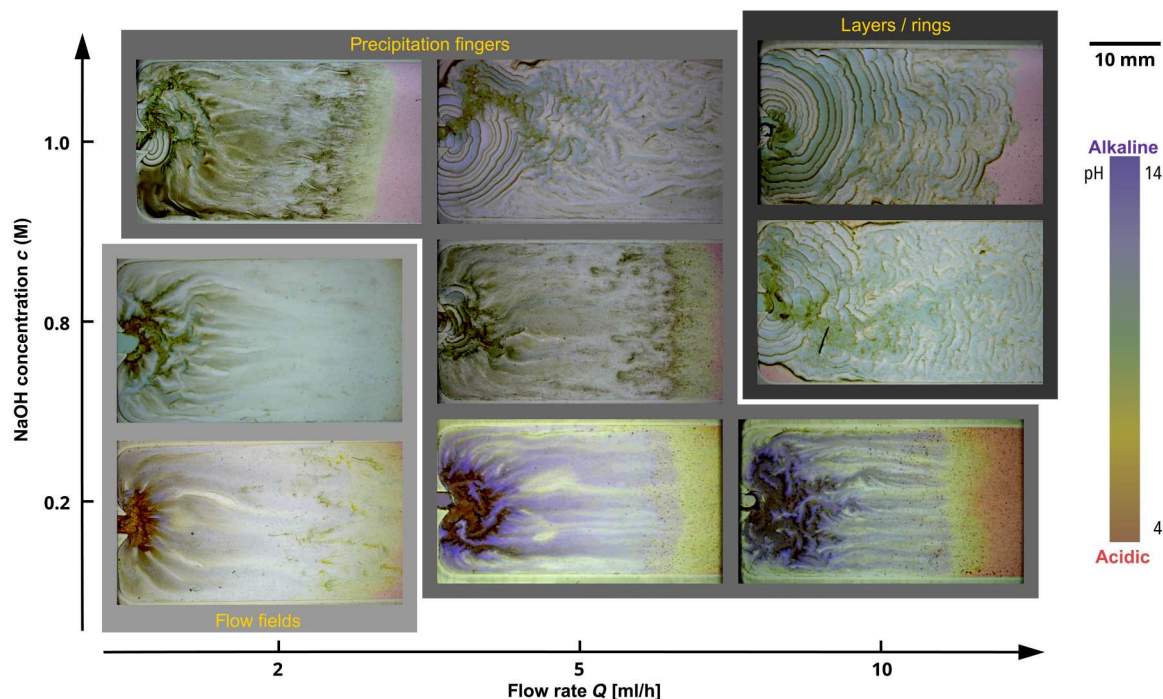 Layers / rings
Precipitation fingers
10 mm
1.0
Alkaline
pH 14
NaOH concentration c (M)
0.8
0.2
4
Acidic
Flow fields
2 5 10
Flow rate Q [ml/h]